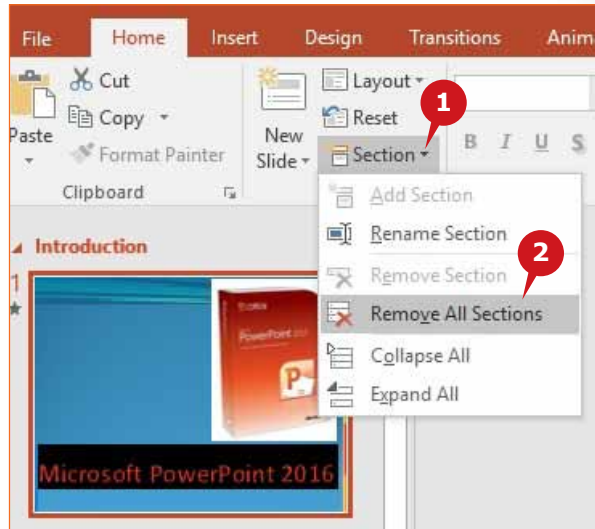 File Home Insert Design Transitions Anim
Cut
Layout
1
Copy
Reset
Paste
New
Format Painter
Slide
Section
B I U S
Clipboard
Add Section
Introduction
Rename Section
2
1
Remove Section
Remove All Sections
PowerPoint
P
Collapse All
Expand All
Microsoft PowerPoint 2016